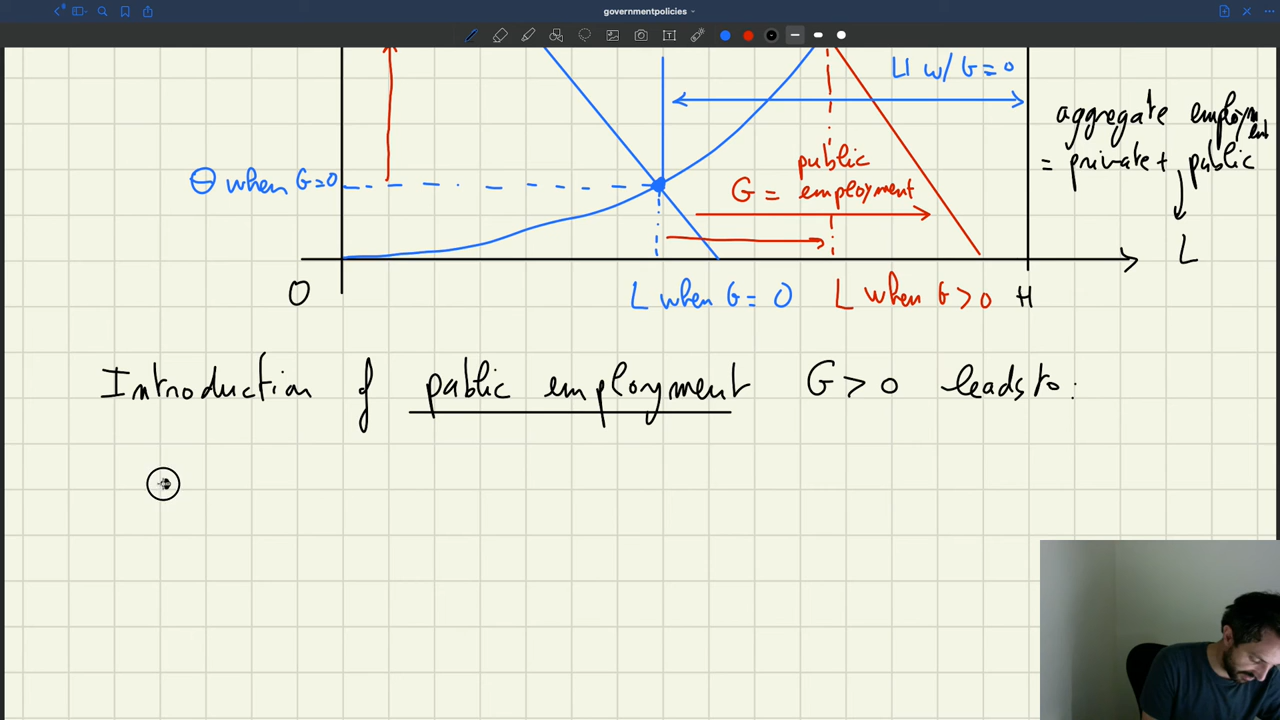 governmentpolicies
U w/ G=0
aggregate employment
= private + public
L
θ when G=0
public
G = employment
O
L when G = 0
L when G>0
H
Introduction of public employment G>0 leads to: